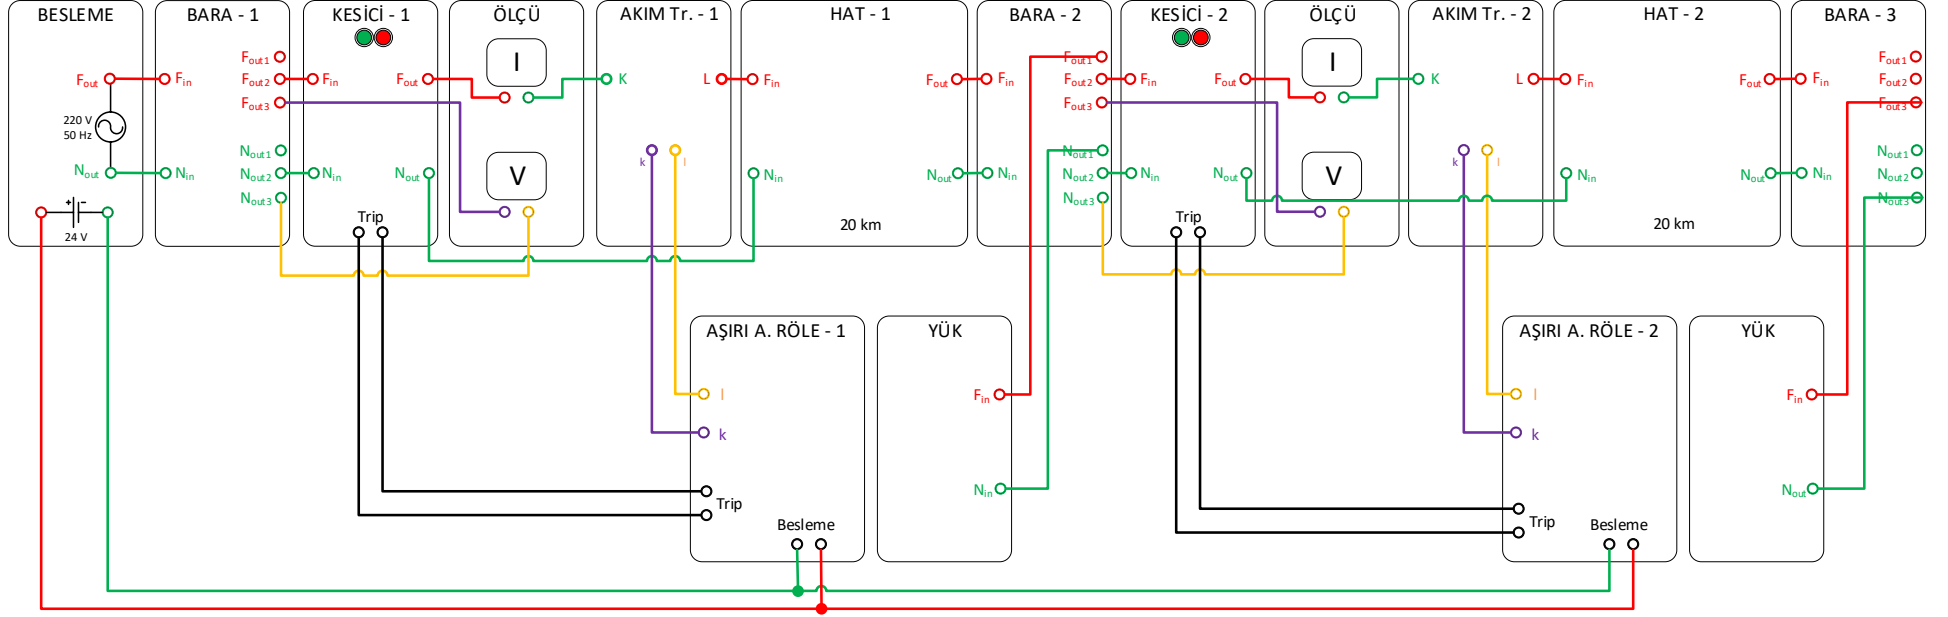 BESLEME
Fout
220 V
50 Hz
Nout
+ -
24 V
BARA - 1
Fin
Nin
Fout1
Fout2
Fout3
Nout1
Nout2
Nout3
KESİCİ - 1
Fin
Fout
Nin
Nout
Trip
ÖLÇÜ
I
V
AKIM Tr. - 1
K
L
k
l
HAT - 1
Fin
Fout
Nin
Nout
20 km
BARA - 2
Fin
Nin
Fout1
Fout2
Fout3
Nout1
Nout2
Nout3
KESİCİ - 2
Fin
Fout
Nin
Nout
Trip
ÖLÇÜ
I
V
AKIM Tr. - 2
K
L
k
l
HAT - 2
Fin
Fout
Nin
Nout
20 km
BARA - 3
Fin
Nin
Fout1
Fout2
Fout3
Nout1
Nout2
Nout3
AŞIRI A. RÖLE - 1
l
k
Trip
Besleme
YÜK
Fin
Nin
AŞIRI A. RÖLE - 2
l
k
Trip
Besleme
YÜK
Fin
Nout